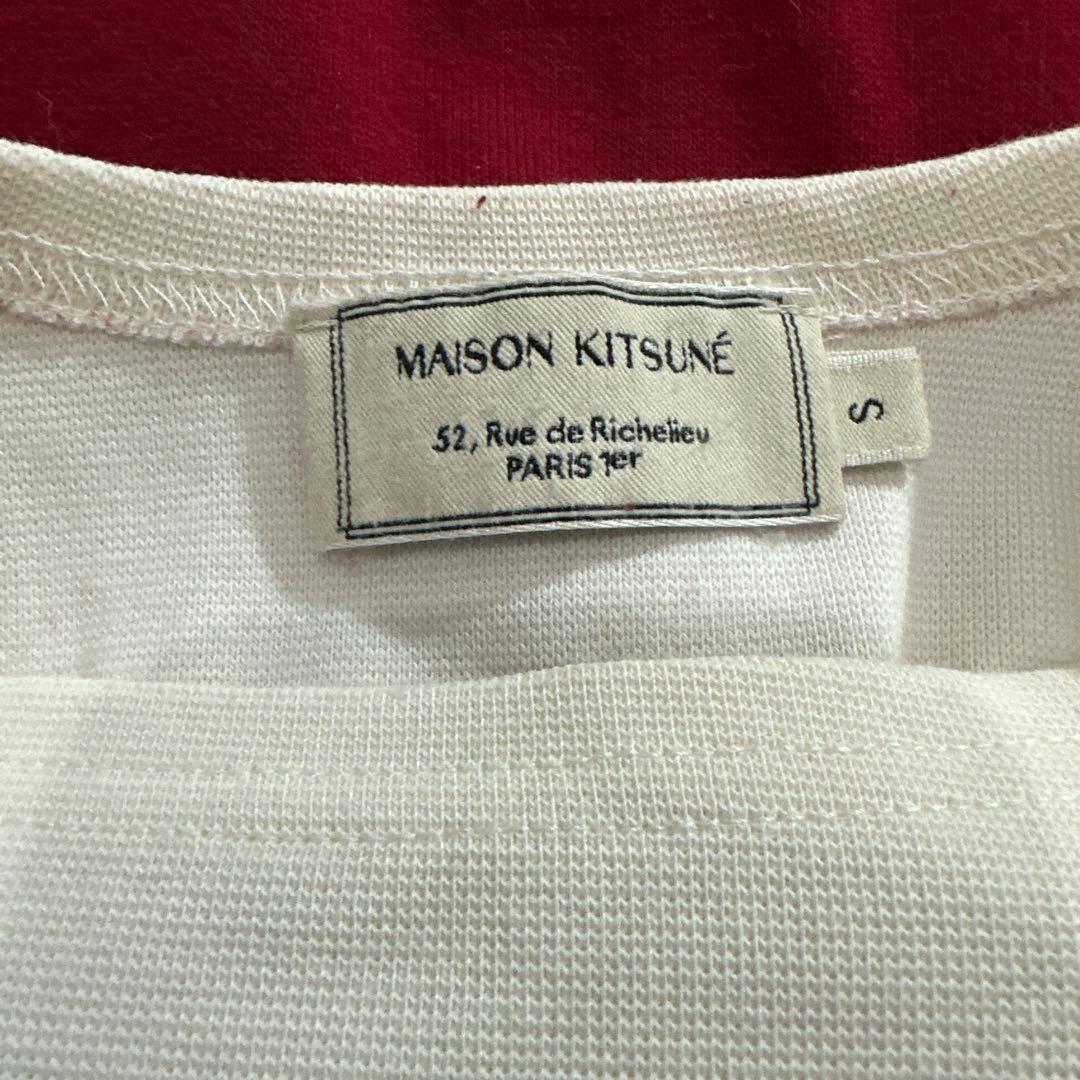 MAISON KITSUNÉ
52, Rue de Richelieu
PARIS 1er
S